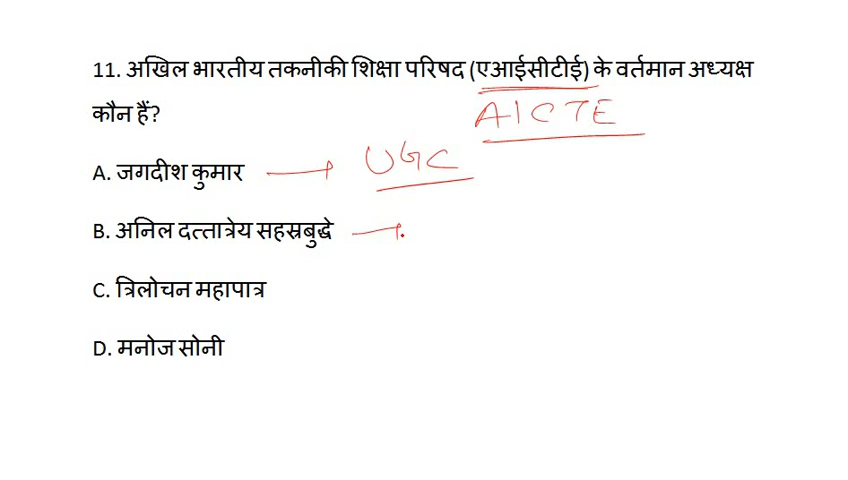 11. अखिल भारतीय तकनीकी शिक्षा परिषद (एआईसीटीई) के वर्तमान अध्यक्ष
कौन हैं?
AICTE
A. जगदीश कुमार
UGC
B. अनिल दत्तात्रेय सहस्रबुद्धे
C. त्रिलोचन महापात्र
D. मनोज सोनी